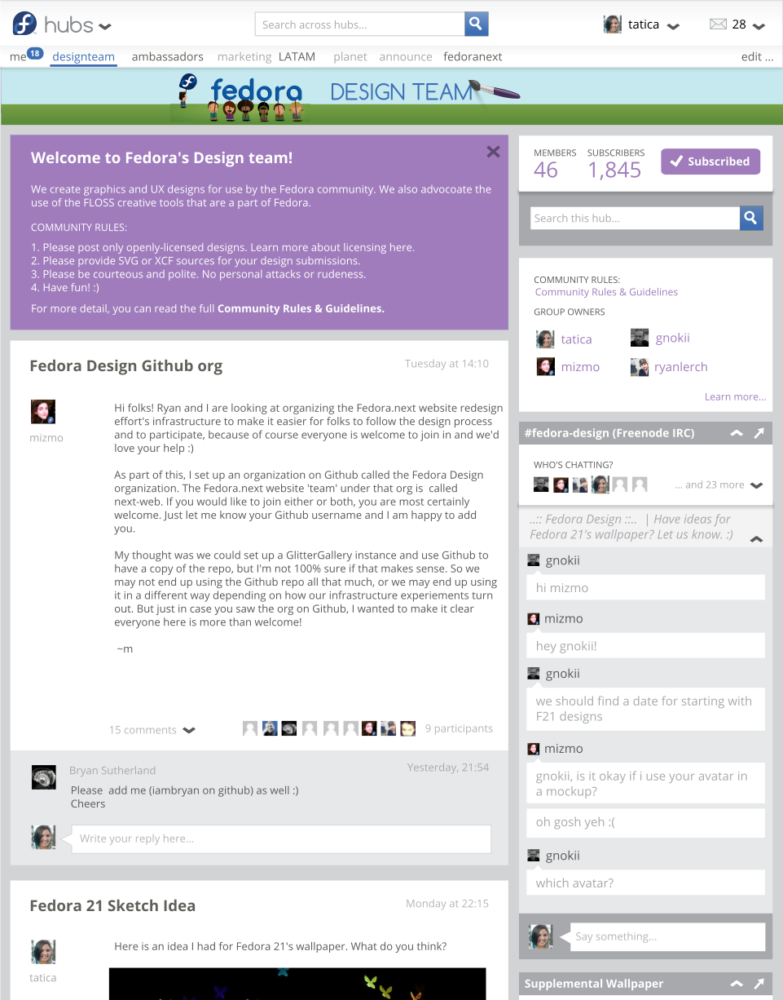 hubs
Search across hubs...
tatica
28
me 18 designteam ambassadors marketing LATAM planet announce fedoranext edit ...
fedora DESIGN TEAM
Welcome to Fedora's Design team!
We create graphics and UX designs for use by the Fedora community. We also advocoate the
use of the FLOSS creative tools that are a part of Fedora.
COMMUNITY RULES:
1. Please post only openly-licensed designs. Learn more about licensing here.
2. Please provide SVG or XCF sources for your design submissions.
3. Please be courteous and polite. No personal attacks or rudeness.
4. Have fun! :)
For more detail, you can read the full Community Rules & Guidelines.
Fedora Design Github org
Tuesday at 14:10
mizmo
Hi folks! Ryan and I are looking at organizing the Fedora.next website redesign
effort's infrastructure to make it easier for folks to follow the design process
and to participate, because of course everyone is welcome to join in and we'd
love your help :)
As part of this, I set up an organization on Github called the Fedora Design
organization. The Fedora.next website 'team' under that org is  called
next-web. If you would like to join either or both, you are most certainly
welcome. Just let me know your Github username and I am happy to add
you.
My thought was we could set up a GlitterGallery instance and use Github to
have a copy of the repo, but I'm not 100% sure if that makes sense. So we
may not end up using the Github repo all that much, or we may end up using
it in a different way depending on how our infrastructure experiements turn
out. But just in case you saw the org on Github, I wanted to make it clear
everyone here is more than welcome!
~m
15 comments
9 participants
Bryan Sutherland
Yesterday, 21:54
Please  add me (iambryan on github) as well :)
Cheers
Write your reply here...
Fedora 21 Sketch Idea
Monday at 22:15
tatica
Here is an idea I had for Fedora 21's wallpaper. What do you think?
MEMBERS SUBSCRIBERS
46 1,845
Subscribed
Search this hub...
COMMUNITY RULES:
Community Rules & Guidelines
GROUP OWNERS
tatica gnokii
mizmo ryanlerch
Learn more...
#fedora-design (Freenode IRC)
WHO'S CHATTING?
... and 23 more
..:: Fedora Design ::.. | Have ideas for
Fedora 21's wallpaper? Let us know. :)
gnokii
hi mizmo
mizmo
hey gnokii!
gnokii
we should find a date for starting with
F21 designs
mizmo
gnokii, is it okay if i use your avatar in
a mockup?
oh gosh yeh :(
gnokii
which avatar?
Say something...
Supplemental Wallpaper